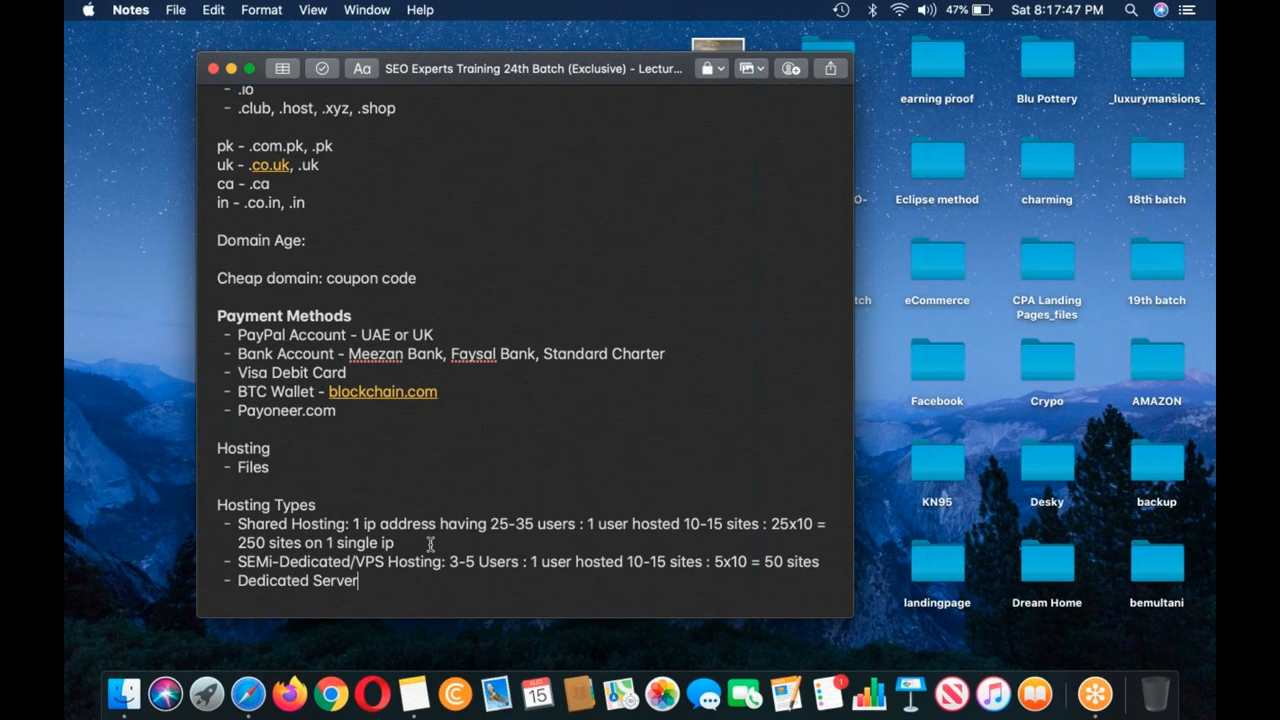 Notes File Edit Format View Window Help 47% Sat 8:17:47 PM
SEO Experts Training 24th Batch (Exclusive) - Lectur...
Aa
- .io
- .club, .host, .xyz, .shop
pk - .com.pk, .pk
uk - .co.uk, .uk
ca - .ca
in - .co.in, .in
Domain Age:
Cheap domain: coupon code
Payment Methods
- PayPal Account - UAE or UK
- Bank Account - Meezan Bank, Faysal Bank, Standard Charter
- Visa Debit Card
- BTC Wallet - blockchain.com
- Payoneer.com
Hosting
- Files
Hosting Types
- Shared Hosting: 1 ip address having 25-35 users : 1 user hosted 10-15 sites : 25x10 =
250 sites on 1 single ip
- SEMi-Dedicated/VPS Hosting: 3-5 Users : 1 user hosted 10-15 sites : 5x10 = 50 sites
- Dedicated Server
earning proof
Blu Pottery
_luxurymansions_
O-
Eclipse method
charming
18th batch
tch
eCommerce
CPA Landing
Pages_files
19th batch
Facebook
Crypo
AMAZON
KN95
Desky
backup
landingpage
Dream Home
bemultani
AUG
15
1